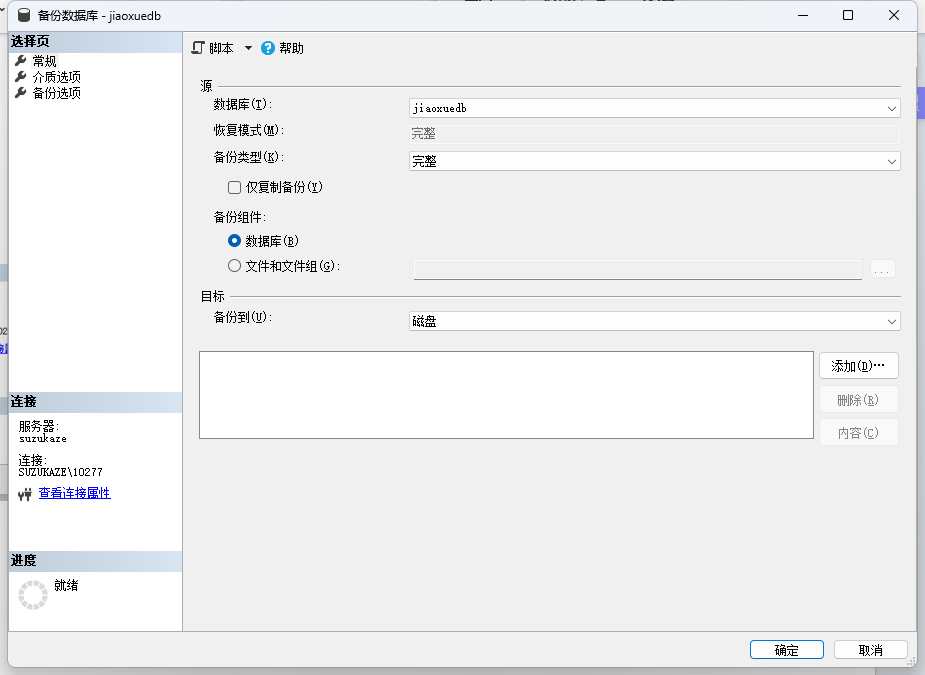 备份数据库 - jiaoxuedb
选择页
常规
介质选项
备份选项
脚本
帮助
源
数据库(T):
jiaoxuedb
恢复模式(M):
完整
备份类型(K):
完整
仅复制备份(Y)
备份组件:
数据库(B)
文件和文件组(G):
...
目标
备份到(U):
磁盘
添加(D)...
删除(R)
内容(C)
连接
服务器:
suzukaze
连接:
SUZUKAZE\10277
查看连接属性
进度
就绪
确定
取消